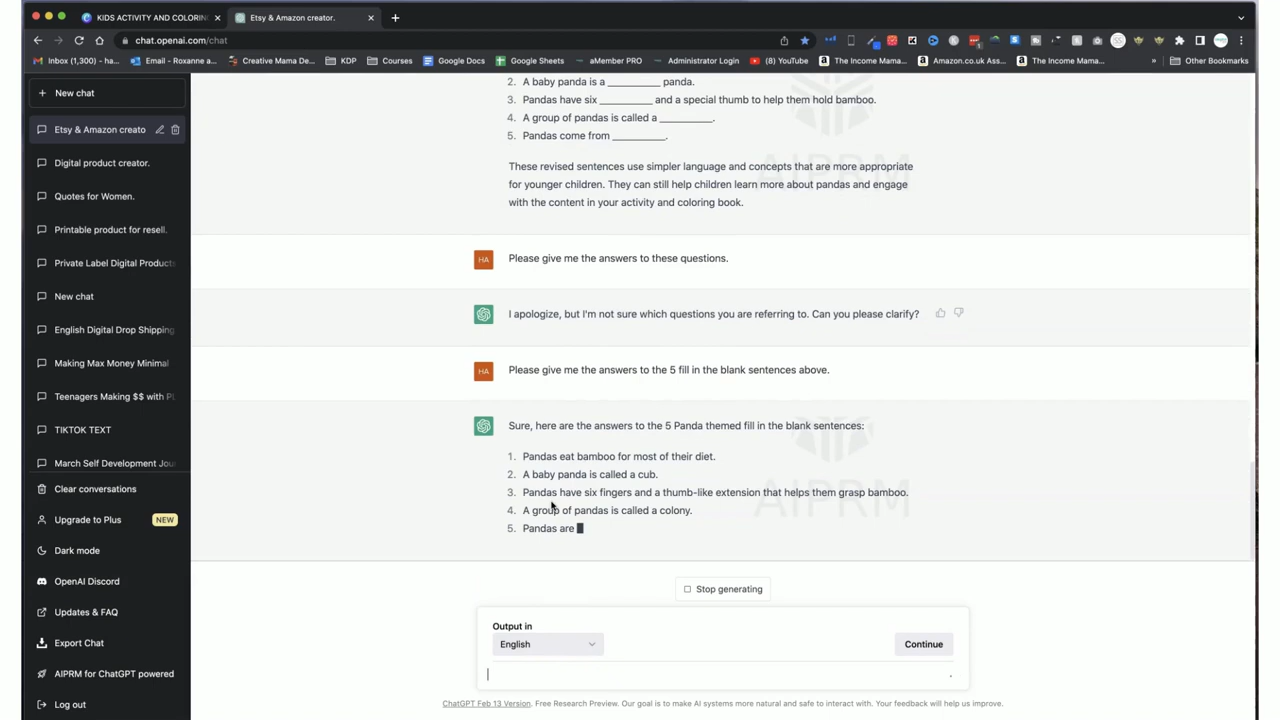 KIDS ACTIVITY AND COLORIN
Etsy & Amazon creator.
chat.openai.com/chat
Inbox (1,300) - ha...
Email - Roxanne a...
Creative Mama De...
KDP
Courses
Google Docs
Google Sheets
aMember PRO
Administrator Login
(8) YouTube
The Income Mama...
Amazon.co.uk Ass...
The Income Mama...
»
Other Bookmarks
+ New chat
Etsy & Amazon creato
Digital product creator.
Quotes for Women.
Printable product for resell.
Private Label Digital Products
New chat
English Digital Drop Shipping
Making Max Money Minimal
Teenagers Making $$ with PL
TIKTOK TEXT
March Self Development Jou
Clear conversations
Upgrade to Plus
NEW
Dark mode
OpenAI Discord
Updates & FAQ
Export Chat
AIPRM for ChatGPT powered
Log out
2. A baby panda is a _________ panda.
3. Pandas have six _________ and a special thumb to help them hold bamboo.
4. A group of pandas is called a _________.
5. Pandas come from _________.
These revised sentences use simpler language and concepts that are more appropriate
for younger children. They can still help children learn more about pandas and engage
with the content in your activity and coloring book.
AIPRM
HA
Please give me the answers to these questions.
I apologize, but I'm not sure which questions you are referring to. Can you please clarify?
HA
Please give me the answers to the 5 fill in the blank sentences above.
Sure, here are the answers to the 5 Panda themed fill in the blank sentences:
1. Pandas eat bamboo for most of their diet.
2. A baby panda is called a cub.
3. Pandas have six fingers and a thumb-like extension that helps them grasp bamboo.
4. A group of pandas is called a colony.
5. Pandas are
AIPRM
Stop generating
Output in
English
Continue
ChatGPT Feb 13 Version. Free Research Preview. Our goal is to make AI systems more natural and safe to interact with. Your feedback will help us improve.